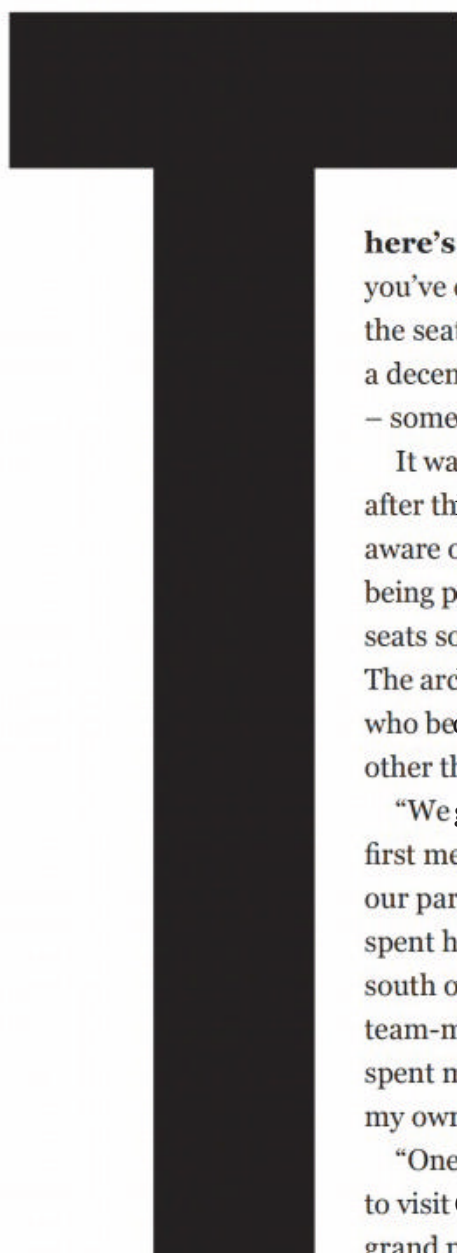 T
here's
you've
the seat
a decen
– some
It wa
after th
aware o
being p
seats so
The arc
who bec
other th
“We g
first me
our par
spent h
south o
team-m
spent m
my own
“One
to visit
grand p